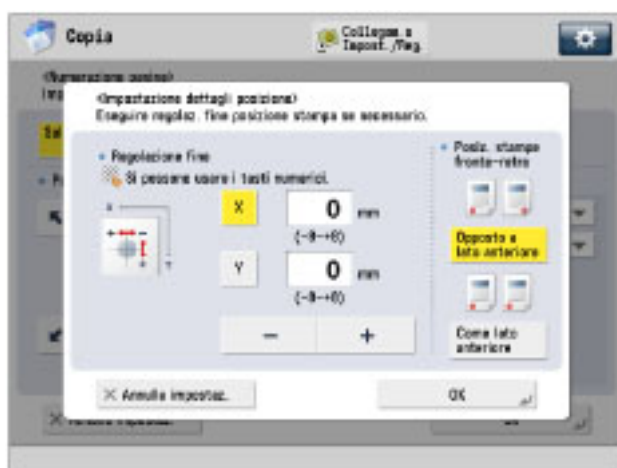 Copia
Collegam. a
Impost./Reg.
<Numerazione pagine>
<Impostazione dettagli posizione>
Eseguire regolaz. fine posizione stampa se necessario.
Regolazione fine
Si possono usare i tasti numerici.
X
0 mm
(-8~+8)
Y
0 mm
(-8~+8)
-
+
Posiz. stampe
fronte-retro
Opposto a
lato anteriore
Come lato
anteriore
Annulla impostaz.
OK